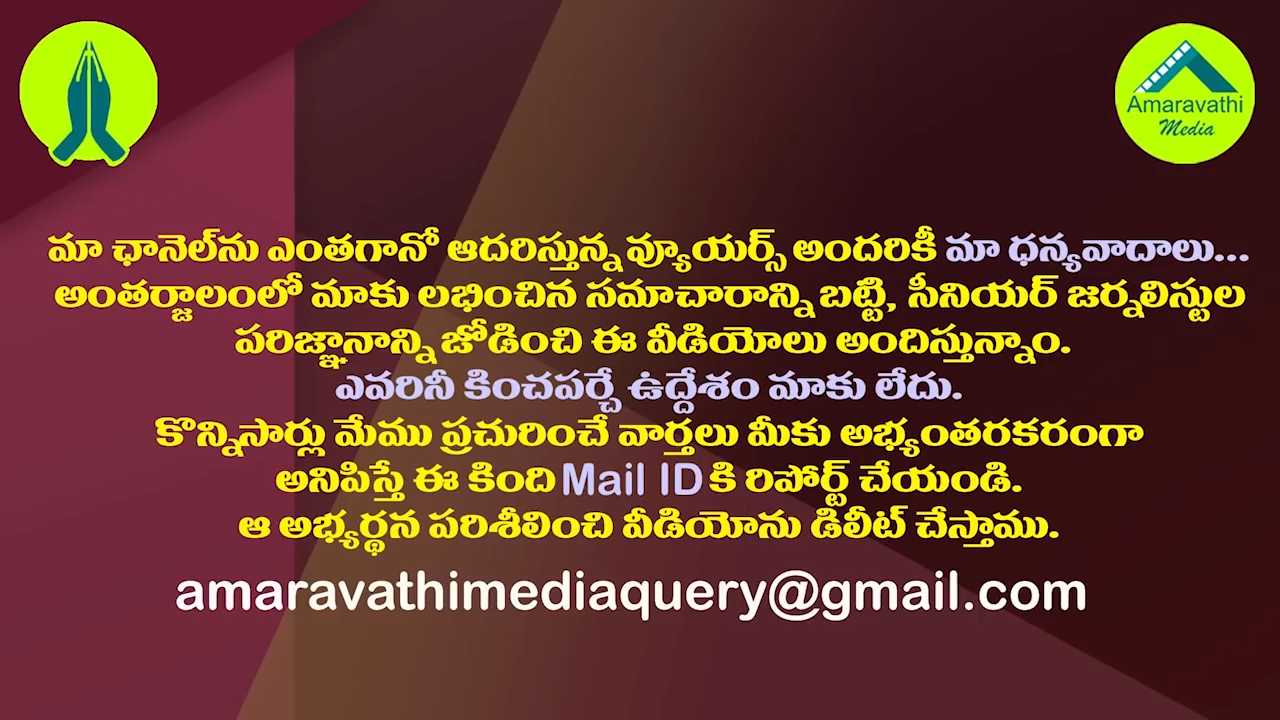 Amaravathi
Media
మా ఛానెల్‌ను ఎంతగానో ఆదరిస్తున్న వ్యూయర్స్ అందరికీ మా ధన్యవాదాలు...
అంతర్జాలంలో మాకు లభించిన సమాచారాన్ని బట్టి, సీనియర్ జర్నలిస్టుల
పరిజ్ఞానాన్ని జోడించి ఈ వీడియోలు అందిస్తున్నాం.
ఎవరినీ కించపర్చే ఉద్దేశం మాకు లేదు.
కొన్నిసార్లు మేము ప్రచురించే వార్తలు మీకు అభ్యంతరకరంగా
అనిపిస్తే ఈ కింది Mail ID కి రిపోర్ట్ చేయండి.
ఆ అభ్యర్థన పరిశీలించి వీడియోను డిలీట్ చేస్తాము.
amaravathimediaquery@gmail.com